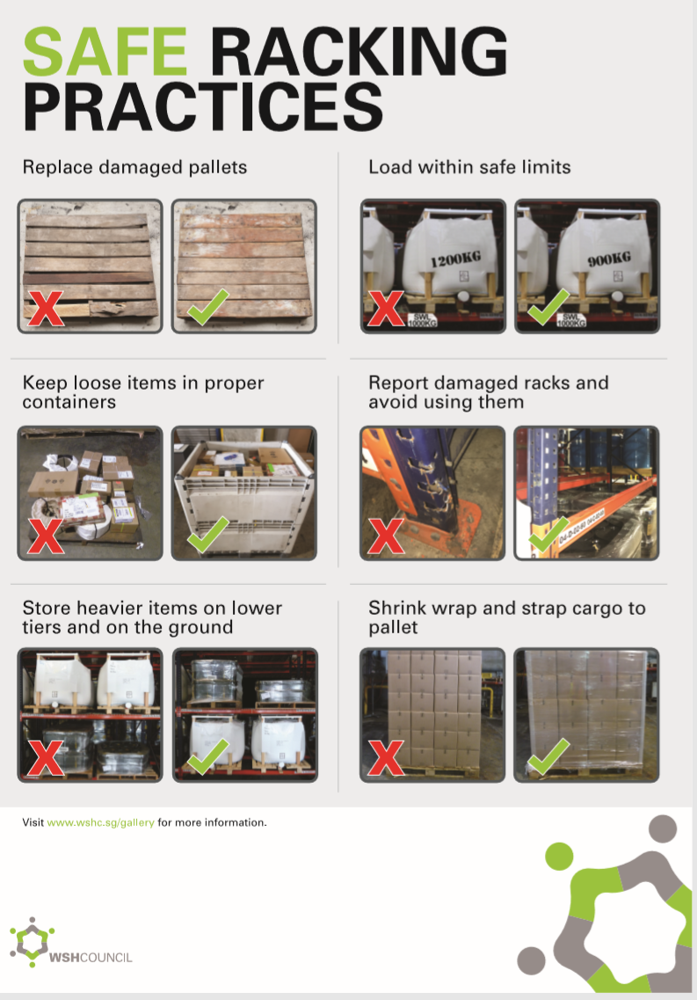 SAFE RACKING
PRACTICES
Replace damaged pallets
Load within safe limits
1200KG
SWL
1000KG
900KG
SWL
1000KG
Keep loose items in proper
containers
Report damaged racks and
avoid using them
Store heavier items on lower
tiers and on the ground
Shrink wrap and strap cargo to
pallet
Visit www.wshc.sg/gallery for more information.
WSHCOUNCIL